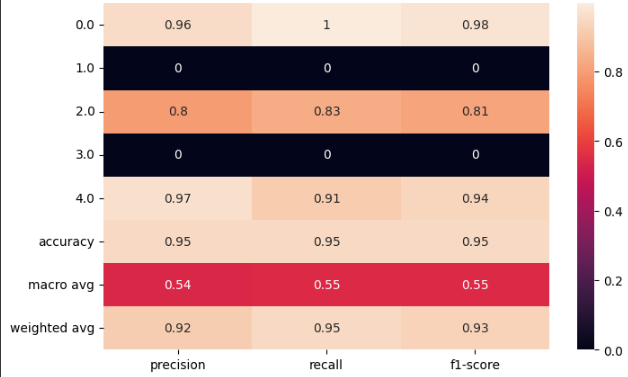 0.0 0.96 1 0.98
1.0 0 0 0
2.0 0.8 0.83 0.81
3.0 0 0 0
4.0 0.97 0.91 0.94
accuracy 0.95 0.95 0.95
macro avg 0.54 0.55 0.55
weighted avg 0.92 0.95 0.93
precision recall f1-score
0.8
0.6
0.4
0.2
0.0